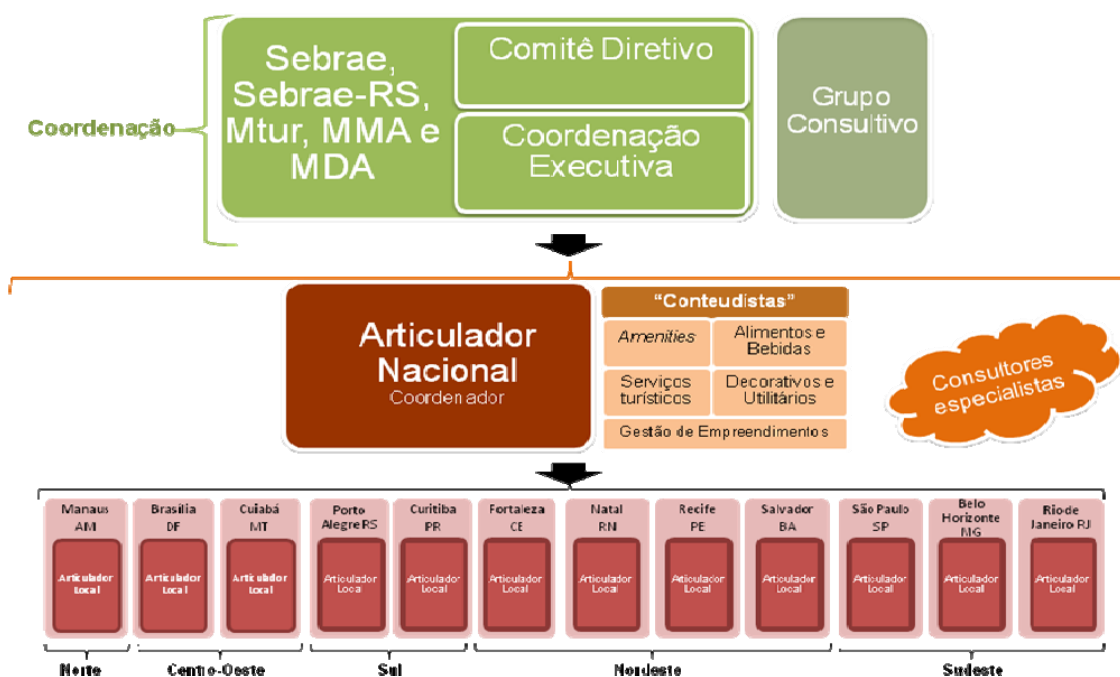 Coordenação
Sebrae,
Sebrae-RS,
Mtur, MMA e
MDA
Comitê Diretivo
Coordenação
Executiva
Grupo
Consultivo
Articulador
Nacional
Coordenador
“Conteudistas”
Amenities
Alimentos e
Bebidas
Serviços
turísticos
Decorativos e
Utilitários
Gestão de Empreendimentos
Consultores
especialistas
Manaus
AM
Articulador
Local
Brasília
DF
Articulador
Local
Cuiabá
MT
Articulador
Local
Porto
Alegre RS
Articulador
Local
Curitiba
PR
Articulador
Local
Fortaleza
CE
Articulador
Local
Natal
RN
Articulador
Local
Recife
PE
Articulador
Local
Salvador
BA
Articulador
Local
São Paulo
SP
Articulador
Local
Belo
Horizonte
MG
Articulador
Local
Rio de
Janeiro RJ
Articulador
Local
Norte
Centro-Oeste
Sul
Nordeste
Sudeste